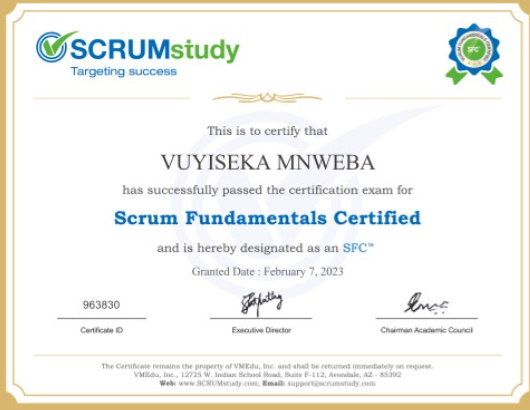 SCRUMstudy
Targeting success
SFC
This is to certify that
VUYISEKA MNWEBA
has successfully passed the certification exam for
Scrum Fundamentals Certified
and is hereby designated as an SFC™
Granted Date : February 7, 2023
963830
Certificate ID
Executive Director
Chairman Academic Council
The Certificate remains the property of VMEdu, Inc. and shall be returned immediately on request.
VMEdu, Inc., 12725 W. Indian School Road, Suite F-112, Avondale, AZ - 85392
Web: www.SCRUMstudy.com; Email: support@scrumstudy.com